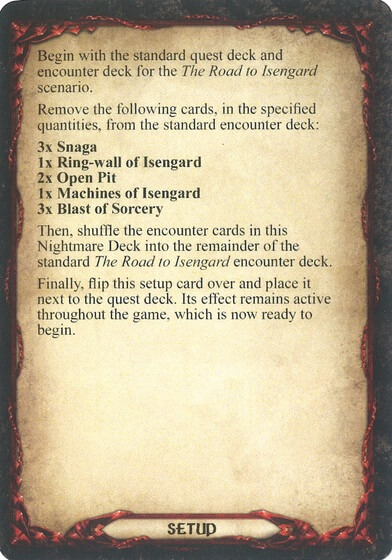 Begin with the standard quest deck and
encounter deck for the The Road to Isengard
scenario.
Remove the following cards, in the specified
quantities, from the standard encounter deck:
3x Snaga
1x Ring-wall of Isengard
2x Open Pit
1x Machines of Isengard
3x Blast of Sorcery
Then, shuffle the encounter cards in this
Nightmare Deck into the remainder of the
standard The Road to Isengard encounter deck.
Finally, flip this setup card over and place it
next to the quest deck. Its effect remains active
throughout the game, which is now ready to
begin.
SETUP